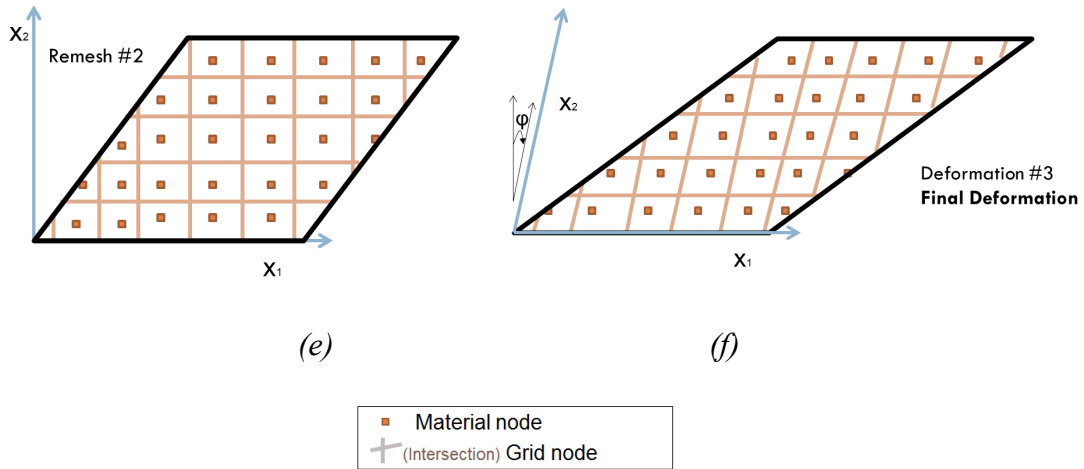 X₂
Remesh #2
X₁
(e)
φ
X₂
X₁
Deformation #3
Final Deformation
(f)
Material node
(Intersection) Grid node